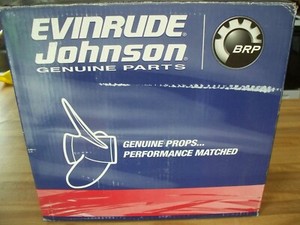 EVINRUDE
Johnson
GENUINE PARTS
BRP
GENUINE PROPS...
PERFORMANCE MATCHED